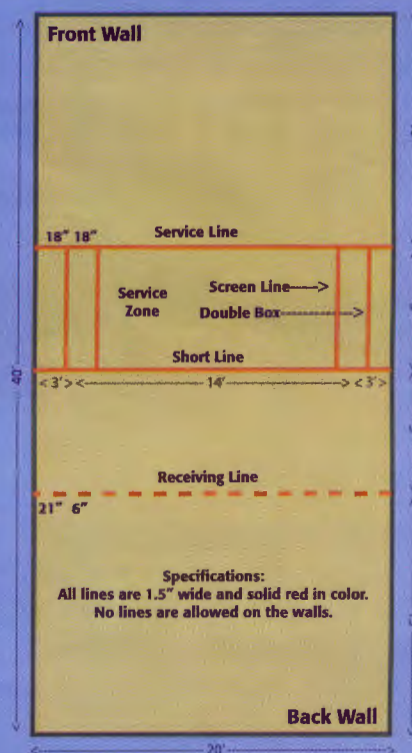 Front Wall
18" 18"
Service Line
Service
Zone
Screen Line
Double Box
Short Line
3' 14' 3'
40'
Receiving Line
21" 6"
Specifications:
All lines are 1.5" wide and solid red in color.
No lines are allowed on the walls.
Back Wall
20'